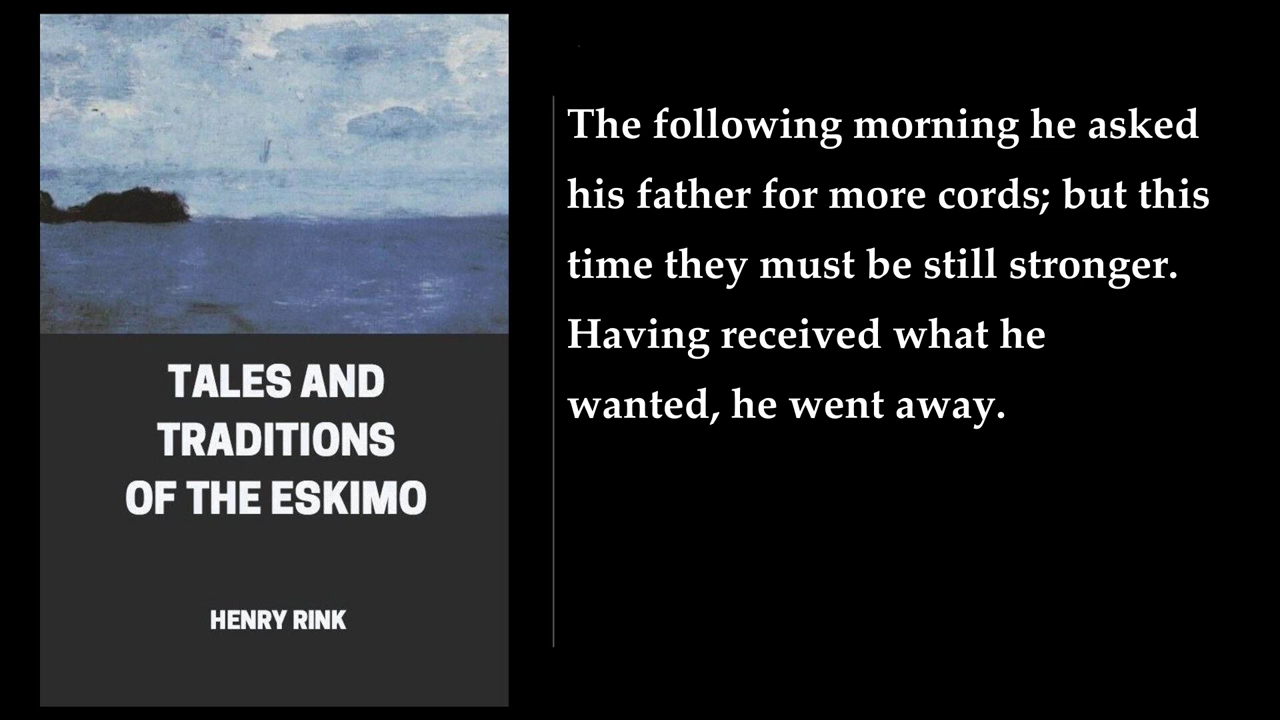 TALES AND
TRADITIONS
OF THE ESKIMO
HENRY RINK
The following morning he asked
his father for more cords; but this
time they must be still stronger.
Having received what he
wanted, he went away.